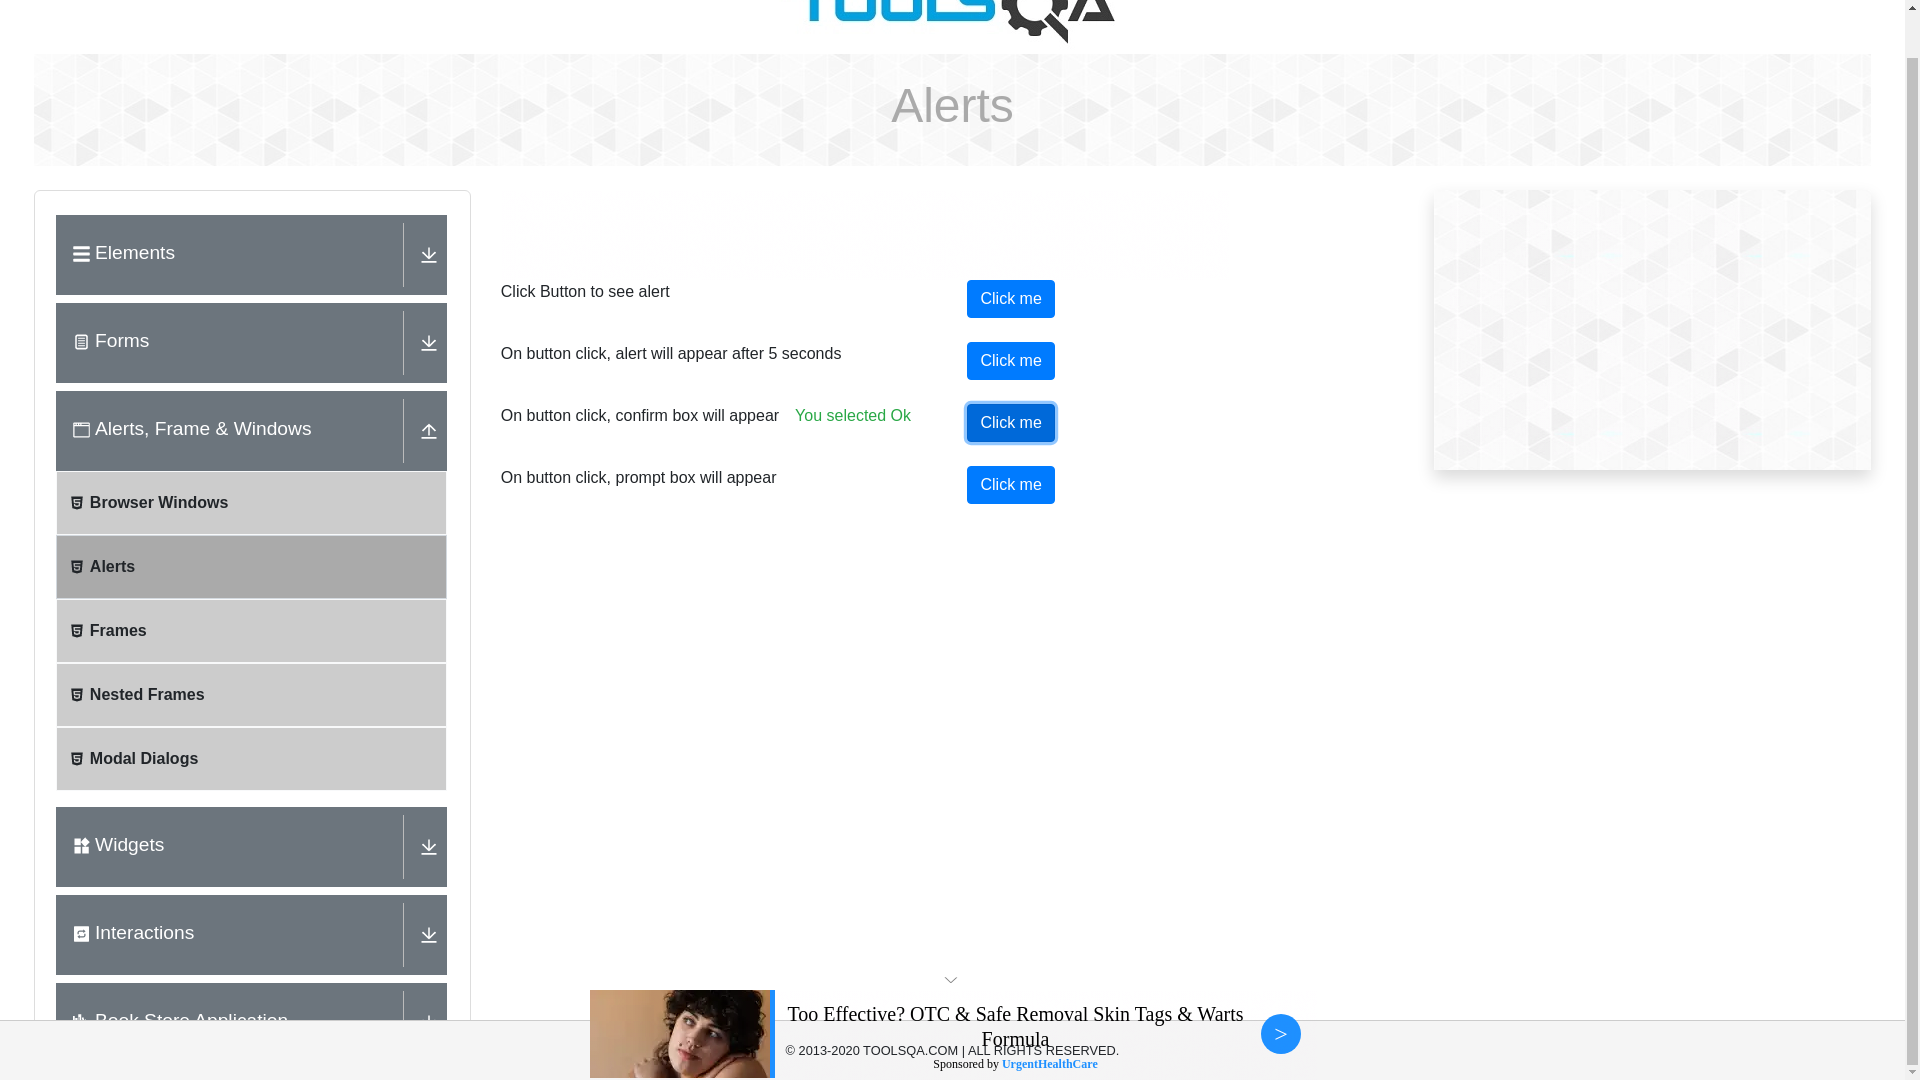 TOOLSQA
Alerts
Elements
Forms
Alerts, Frame & Windows
Browser Windows
Alerts
Frames
Nested Frames
Modal Dialogs
Widgets
Interactions
Book Store Application
Click Button to see alert
Click me
On button click, alert will appear after 5 seconds
Click me
On button click, confirm box will appear You selected Ok
Click me
On button click, prompt box will appear
Click me
Too Effective? OTC & Safe Removal Skin Tags & Warts
Formula
>
© 2013-2020 TOOLSQA.COM | ALL RIGHTS RESERVED.
Sponsored by UrgentHealthCare